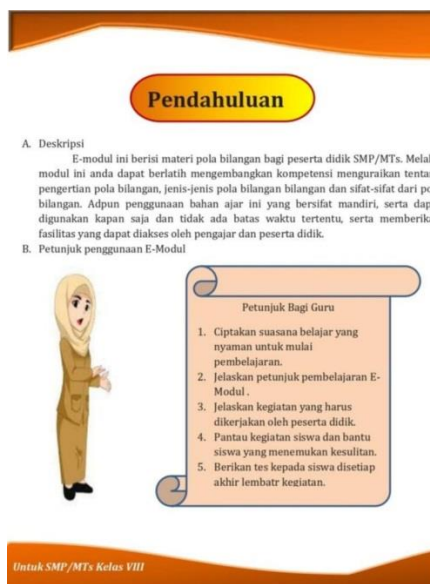 Pendahuluan
A. Deskripsi
E-modul ini berisi materi pola bilangan bagi peserta didik SMP/MTs. Melal
modul ini anda dapat berlatih mengembangkan kompetensi menguraikan tenta
pengertian pola bilangan, jenis-jenis pola bilangan bilangan dan sifat-sifat dari po
bilangan. Adpun penggunaan bahan ajar ini yang bersifat mandiri, serta dap
digunakan kapan saja dan tidak ada batas waktu tertentu, serta memberika
fasilitas yang dapat diakses oleh pengajar dan peserta didik.
B. Petunjuk penggunaan E-Modul
Petunjuk Bagi Guru
1. Ciptakan suasana belajar yang
nyaman untuk mulai
pembelajaran.
2. Jelaskan petunjuk pembelajaran E-
Modul .
3. Jelaskan kegiatan yang harus
dikerjakan oleh peserta didik.
4. Pantau kegiatan siswa dan bantu
siswa yang menemukan kesulitan.
5. Berikan tes kepada siswa disetiap
akhir lembatr kegiatan.
Untuk SMP/MTs Kelas VIII